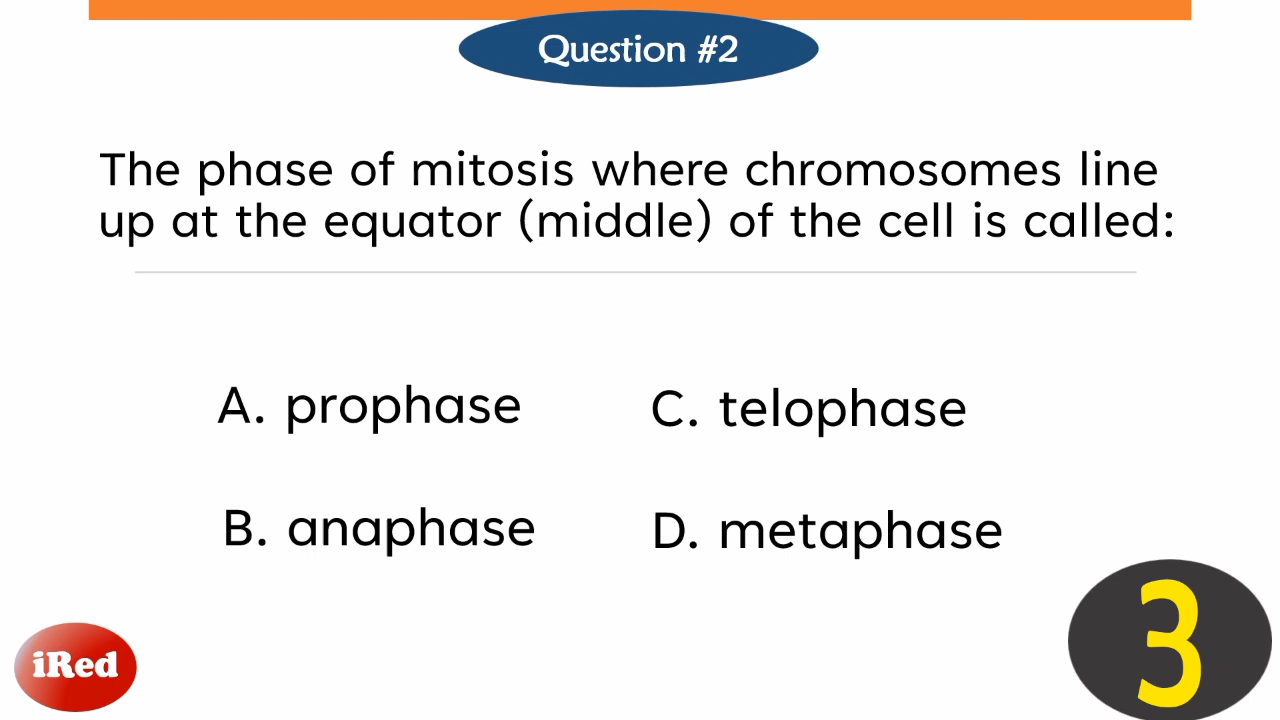 Question #2
The phase of mitosis where chromosomes line
up at the equator (middle) of the cell is called:
A. prophase
C. telophase
B. anaphase
D. metaphase
iRed
3